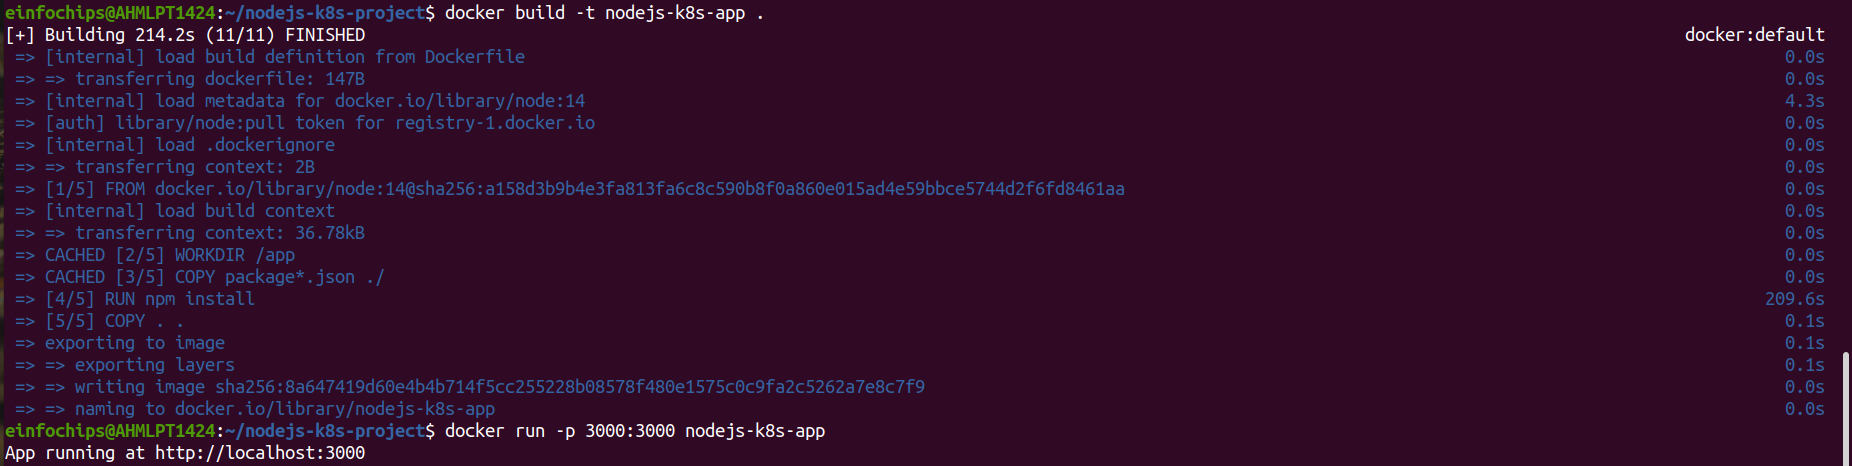 einfochips@AHMLPT1424:~/nodejs-k8s-project$ docker build -t nodejs-k8s-app .
[+] Building 214.2s (11/11) FINISHED docker:default
=> [internal] load build definition from Dockerfile 0.0s
=> => transferring dockerfile: 147B 0.0s
=> [internal] load metadata for docker.io/library/node:14 4.3s
=> [auth] library/node:pull token for registry-1.docker.io 0.0s
=> [internal] load .dockerignore 0.0s
=> => transferring context: 2B 0.0s
=> [1/5] FROM docker.io/library/node:14@sha256:a158d3b9b4e3fa813fa6c8c590b8f0a860e015ad4e59bbce5744d2f6fd8461aa 0.0s
=> [internal] load build context 0.0s
=> => transferring context: 36.78kB 0.0s
=> CACHED [2/5] WORKDIR /app 0.0s
=> CACHED [3/5] COPY package*.json ./ 0.0s
=> [4/5] RUN npm install 209.6s
=> [5/5] COPY . . 0.1s
=> exporting to image 0.1s
=> => exporting layers 0.1s
=> => writing image sha256:8a647419d60e4b4b714f5cc255228b08578f480e1575c0c9fa2c5262a7e8c7f9 0.0s
=> => naming to docker.io/library/nodejs-k8s-app 0.0s
einfochips@AHMLPT1424:~/nodejs-k8s-project$ docker run -p 3000:3000 nodejs-k8s-app
App running at http://localhost:3000